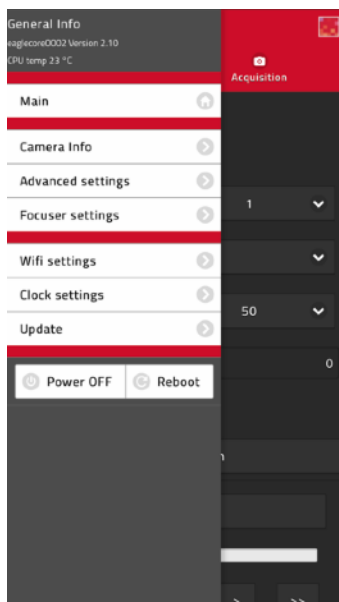 General Info
eaglecore0002 Version 2.10
CPU temp 23 °C
Acquisition
Main
Camera Info
Advanced settings
1
Focuser settings
Wifi settings
Clock settings
50
Update
0
Power OFF
Reboot
n
>
>>